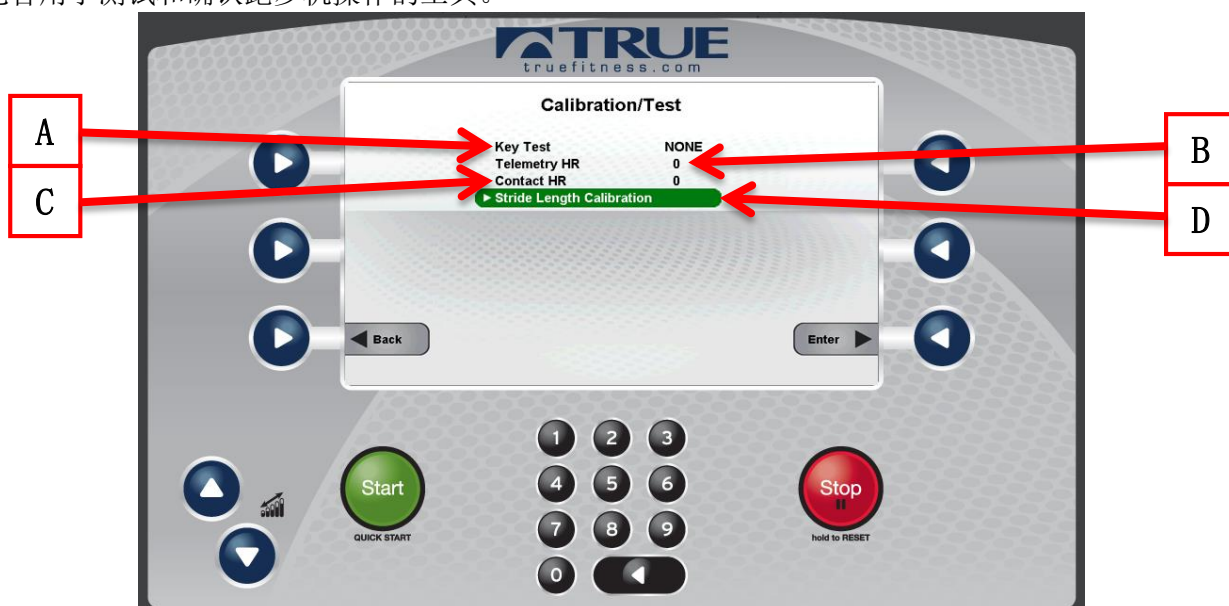 TRUE
truefitness.com
Calibration/Test
A
Key Test NONE
B
Telemetry HR 0
C
Contact HR 0
D
Stride Length Calibration
Back
Enter
1 2 3
Start
4 5 6
Stop
QUICK START
7 8 9
hold to RESET
0